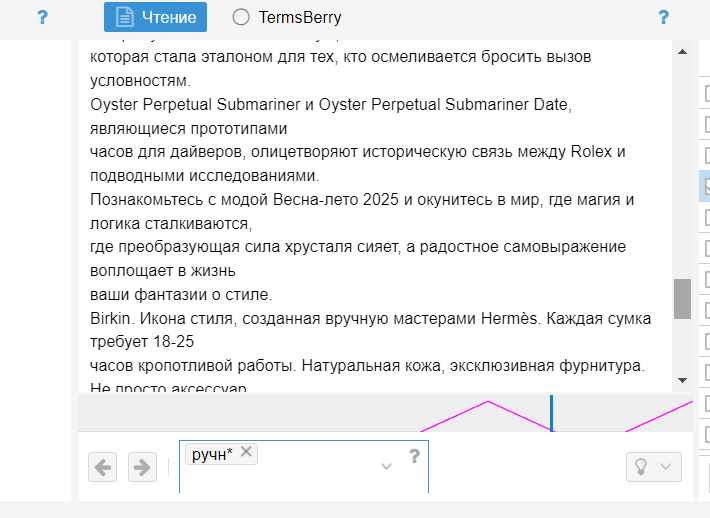 ? Чтение TermsBerry ?
которая стала эталоном для тех, кто осмеливается бросить вызов
условностям.
Oyster Perpetual Submariner и Oyster Perpetual Submariner Date,
являющиеся прототипами
часов для дайверов, олицетворяют историческую связь между Rolex и
подводными исследованиями.
Познакомьтесь с модой Весна-лето 2025 и окунитесь в мир, где магия и
логика сталкиваются,
где преобразующая сила хрусталя сияет, а радостное самовыражение
воплощает в жизнь
ваши фантазии о стиле.
Birkin. Икона стиля, созданная вручную мастерами Hermès. Каждая сумка
требует 18-25
часов кропотливой работы. Натуральная кожа, эксклюзивная фурнитура.
Не просто аксессуар
ручн* ?